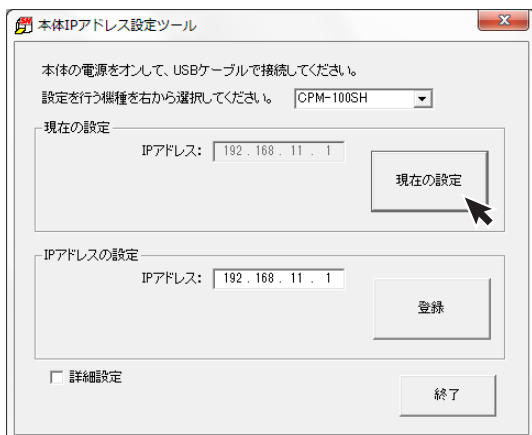 本体IPアドレス設定ツール
本体の電源をオンして、USBケーブルで接続してください。
設定を行う機種を右から選択してください。 CPM-100SH
現在の設定
IPアドレス: 192 . 168 . 11 . 1
現在の設定
IPアドレスの設定
IPアドレス: 192 . 168 . 11 . 1
登録
詳細設定
終了